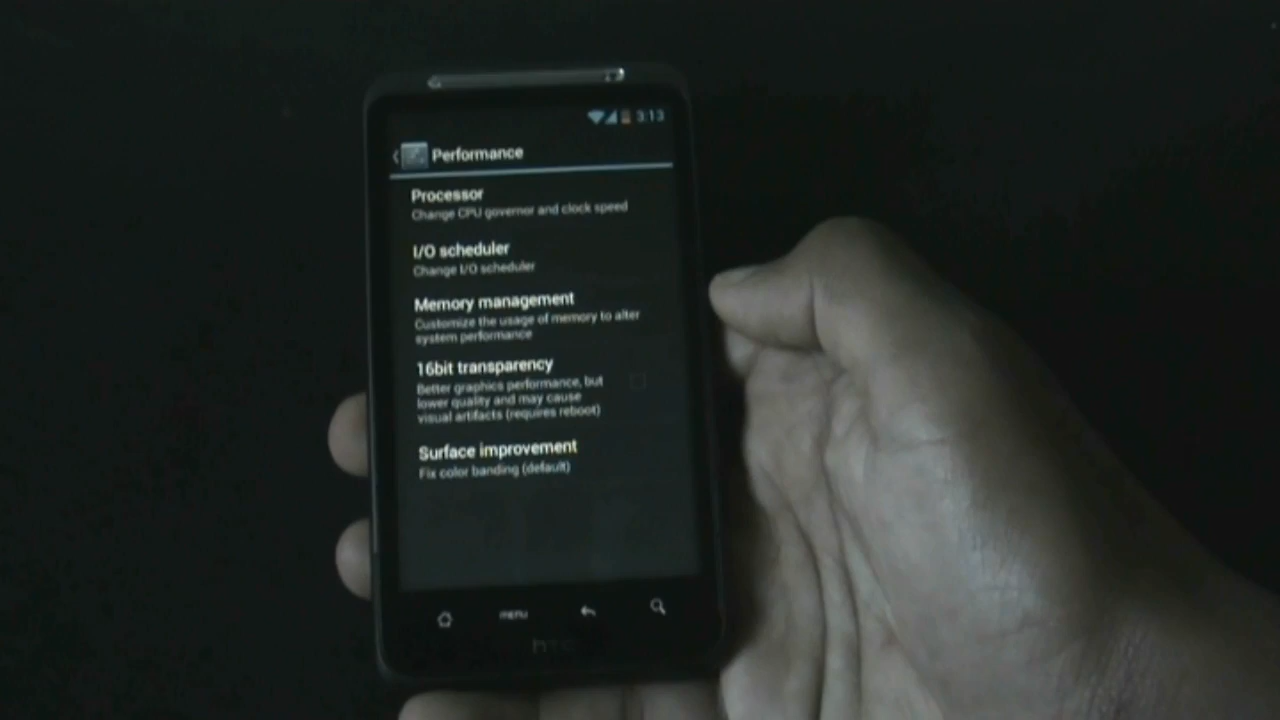 3:13
Performance
Processor
Change CPU governor and clock speed
I/O scheduler
Change I/O scheduler
Memory management
Customize the usage of memory to alter
system performance
16bit transparency
Better graphics performance, but
lower quality and may cause
visual artifacts (requires reboot)
Surface improvement
Fix color banding (default)
MENU
hTC